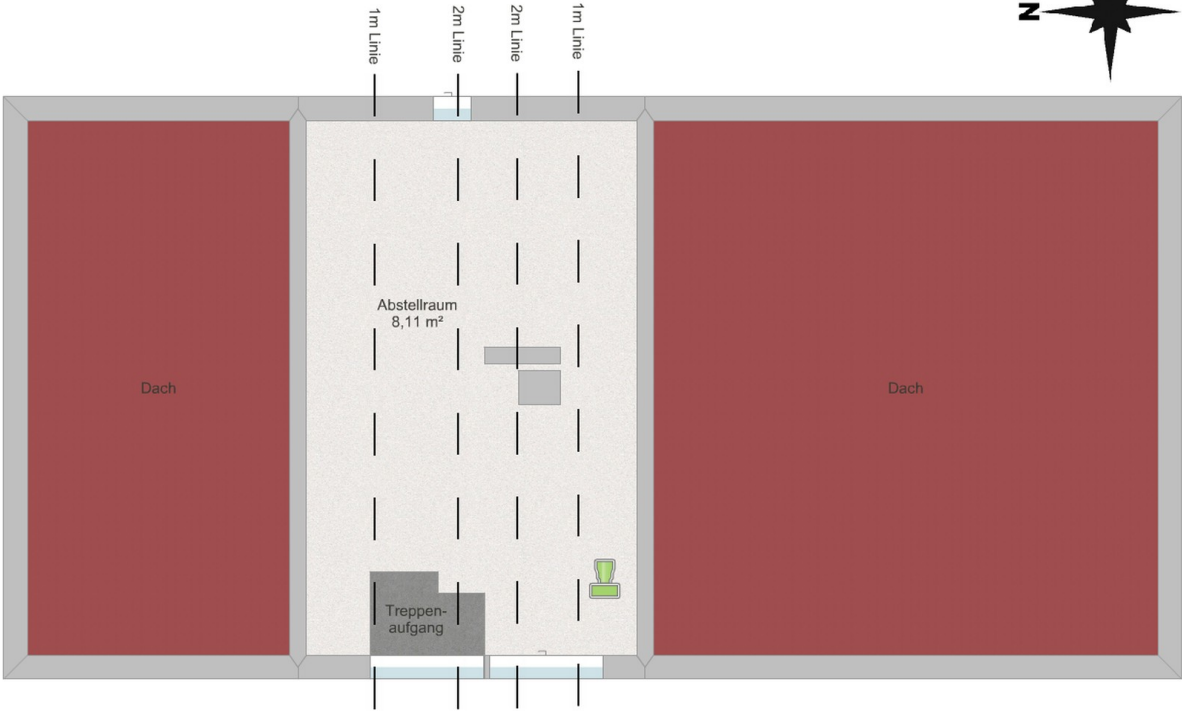 1m Linie
2m Linie
2m Linie
1m Linie
N
Abstellraum
8,11 m²
Dach
Dach
Treppen-
aufgang